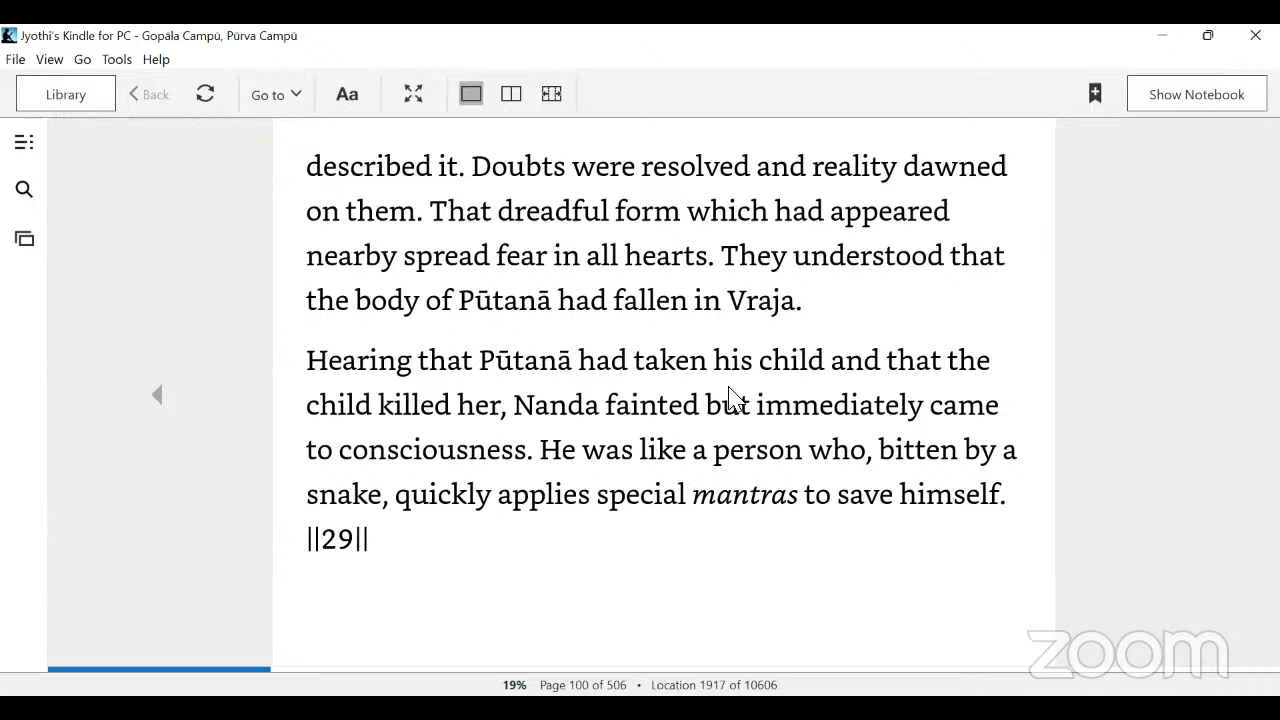 Jyothi's Kindle for PC - Gopāla Campū, Pūrva Campū
File View Go Tools Help
Library Back Go to Aa Show Notebook
described it. Doubts were resolved and reality dawned
on them. That dreadful form which had appeared
nearby spread fear in all hearts. They understood that
the body of Pūtanā had fallen in Vraja.
Hearing that Pūtanā had taken his child and that the
child killed her, Nanda fainted but immediately came
to consciousness. He was like a person who, bitten by a
snake, quickly applies special mantras to save himself.
||29||
zoom
19% Page 100 of 506 • Location 1917 of 10606